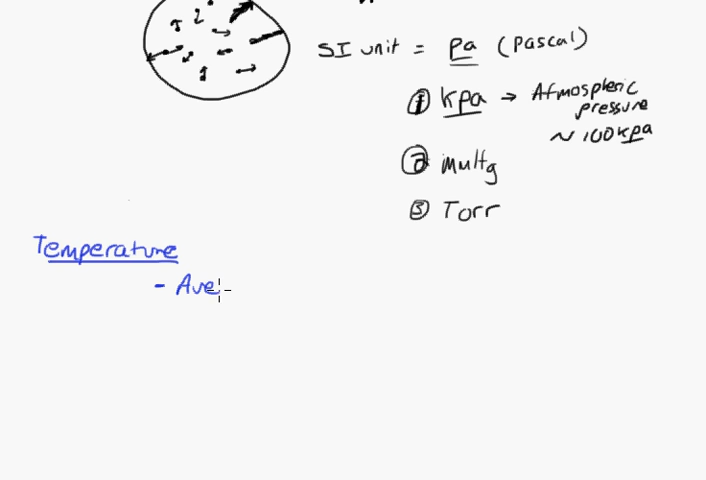 SI unit = Pa (Pascal)
① kPa → Atmospheric
pressure
~ 100 kPa
② mmHg
③ Torr
Temperature
- Ave